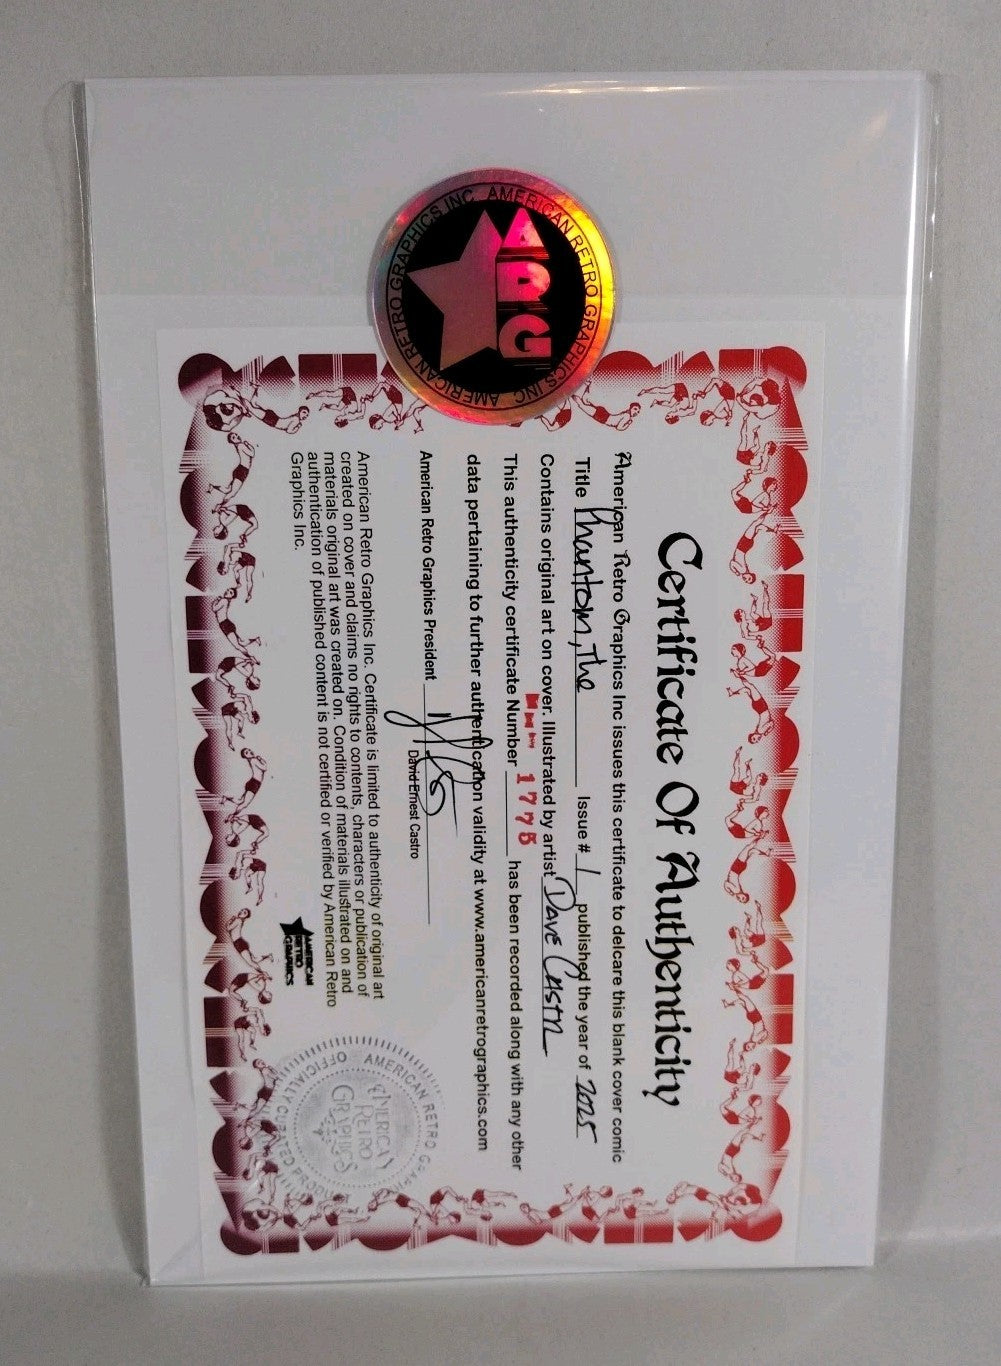 AMERICAN RETRO GRAPHICS INC. AMERICAN RETRO GRAPHICS INC.
ARG
Certificate Of Authenticity
American Retro Graphics Inc issues this certificate to delcare this blank cover comic
Title Phantom, The Issue # 1 published the year of 2025
Contains original art on cover. Illustrated by artist Dave Castr
This authenticity certificate Number 1775 has been recorded along with any other
data pertaining to further authentication validity at www.americanretrographics.com
American Retro Graphics President
David Ernest Castro
American Retro Graphics Inc. Certificate is limited to authenticity of original art
created on cover and claims no rights to contents, characters or publication of
materials original art was created on. Condition of materials illustrated on and
authentication of published content is not certified or verified by American Retro
Graphics Inc.
AMERICAN
RETRO
GRAPHICS
AMERICAN RETRO
OFFICIALLY
AMERICAN
RETRO
GRAPHICS